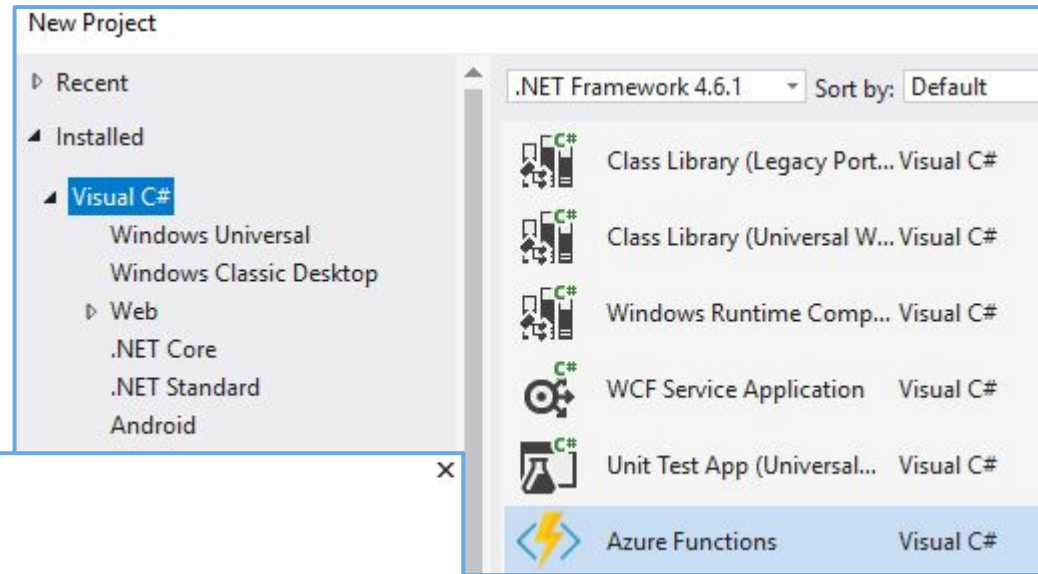 New Project
Recent
Installed
Visual C#
Windows Universal
Windows Classic Desktop
Web
.NET Core
.NET Standard
Android
.NET Framework 4.6.1 Sort by: Default
C# Class Library (Legacy Port... Visual C#
C# Class Library (Universal W... Visual C#
C# Windows Runtime Comp... Visual C#
C# WCF Service Application Visual C#
C# Unit Test App (Universal... Visual C#
Azure Functions Visual C#